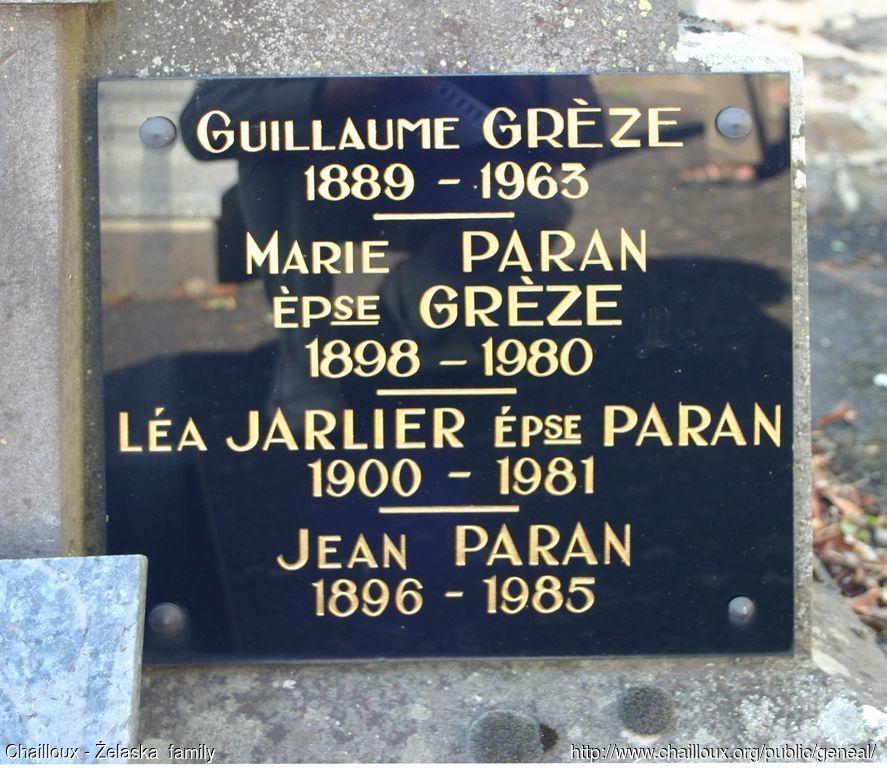 Guillaume GRÈZE
1889 - 1963
Marie PARAN
ÈPSE GRÈZE
1898 - 1980
Léa JARLIER ÉPSE PARAN
1900 - 1981
Jean PARAN
1896 - 1985
Chailloux - Želaska family
http://www.chailloux.org/public/geneal/